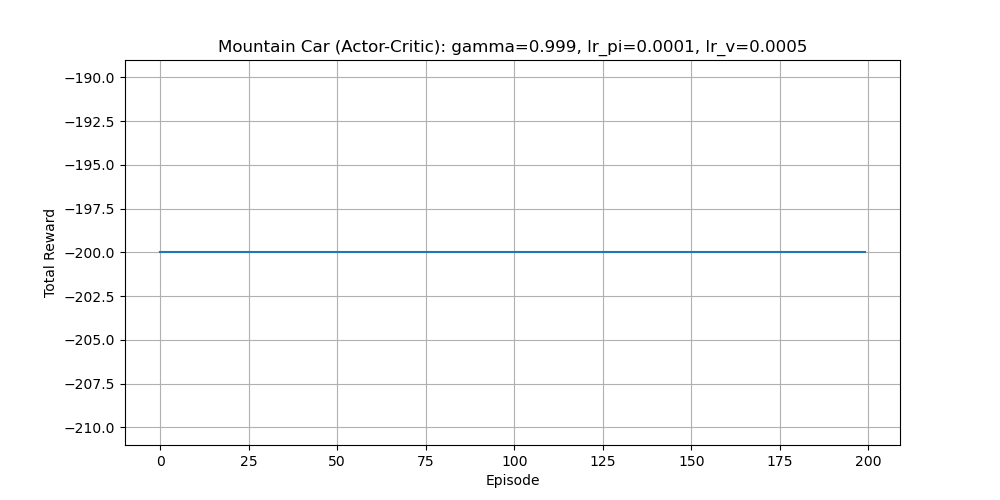 Mountain Car (Actor-Critic): gamma=0.999, lr_pi=0.0001, lr_v=0.0005
Total Reward
−190.0
−192.5
−195.0
−197.5
−200.0
−202.5
−205.0
−207.5
−210.0
0 25 50 75 100 125 150 175 200
Episode